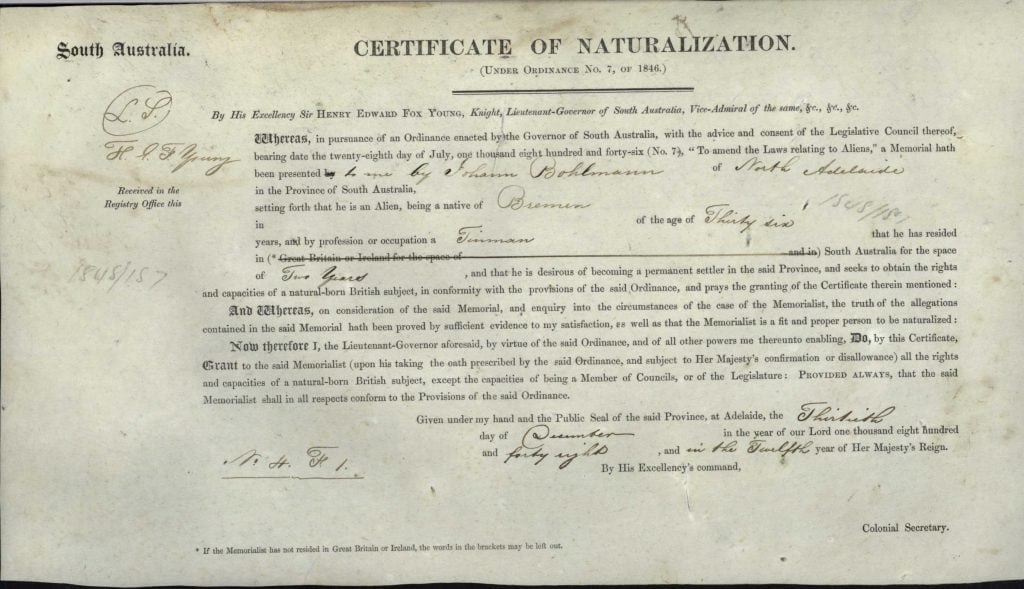 South Australia.
CERTIFICATE OF NATURALIZATION.
(UNDER ORDINANCE NO. 7, OF 1846.)
L. S.
By His Excellency Sir HENRY EDWARD FOX YOUNG, Knight, Lieutenant-Governor of South Australia, Vice-Admiral of the same, &c., &c., &c.
Whereas, in pursuance of an Ordinance enacted by the Governor of South Australia, with the advice and consent of the Legislative Council thereof,
H. E. F. Young
bearing date the twenty-eighth day of July, one thousand eight hundred and forty-six (No. 7), "To amend the Laws relating to Aliens," a Memorial hath
been presented by to me by Johann Bohlmann of North Adelaide
Received in the
Registry Office this
in the Province of South Australia,
setting forth that he is an Alien, being a native of Bremen
1848/157
in of the age of Thirty six
years, and by profession or occupation a Tinman that he has resided
in (* Great Britain or Ireland for the space of and in) South Australia for the space
1848/157
of Two Years , and that he is desirous of becoming a permanent settler in the said Province, and seeks to obtain the rights
and capacities of a natural-born British subject, in conformity with the provisions of the said Ordinance, and prays the granting of the Certificate therein mentioned:
And Whereas, on consideration of the said Memorial, and enquiry into the circumstances of the case of the Memorialist, the truth of the allegations
contained in the said Memorial hath been proved by sufficient evidence to my satisfaction, as well as that the Memorialist is a fit and proper person to be naturalized:
Now therefore I, the Lieutenant-Governor aforesaid, by virtue of the said Ordinance, and of all other powers me thereunto enabling, Do, by this Certificate,
Grant to the said Memorialist (upon his taking the oath prescribed by the said Ordinance, and subject to Her Majesty's confirmation or disallowance) all the rights
and capacities of a natural-born British subject, except the capacities of being a Member of Councils, or of the Legislature: PROVIDED ALWAYS, that the said
Memorialist shall in all respects conform to the Provisions of the said Ordinance.
Given under my hand and the Public Seal of the said Province, at Adelaide, the Thirtieth
day of December in the year of our Lord one thousand eight hundred
and forty eight , and in the Twelfth year of Her Majesty's Reign.
No. 4. F 1.
By His Excellency's command,
Colonial Secretary.
* If the Memorialist has not resided in Great Britain or Ireland, the words in the brackets may be left out.